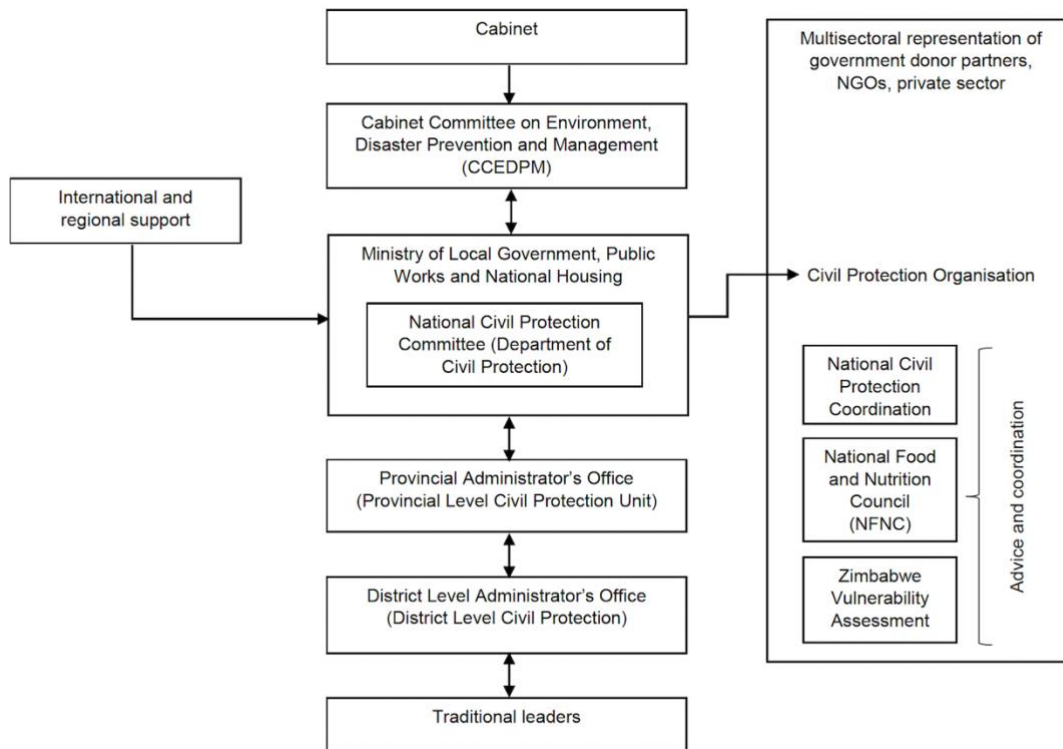 Cabinet
Cabinet Committee on Environment,
Disaster Prevention and Management
(CCEDPM)
International and
regional support
Ministry of Local Government, Public
Works and National Housing
National Civil Protection
Committee (Department of
Civil Protection)
Provincial Administrator's Office
(Provincial Level Civil Protection Unit)
District Level Administrator's Office
(District Level Civil Protection)
Traditional leaders
Multisectoral representation of
government donor partners,
NGOs, private sector
Civil Protection Organisation
National Civil
Protection
Coordination
National Food
and Nutrition
Council
(NFNC)
Zimbabwe
Vulnerability
Assessment
Advice and coordination